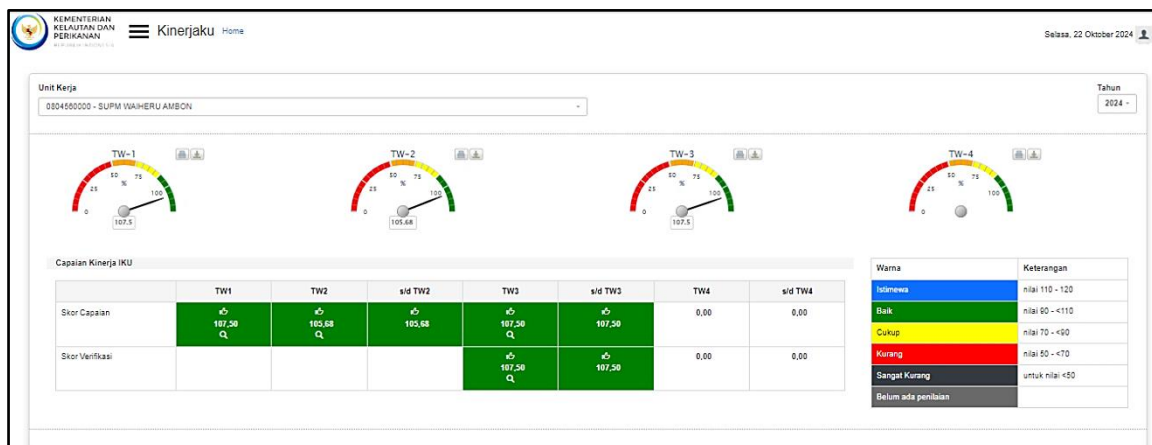 KEMENTERIAN
KELAUTAN DAN
PERIKANAN
Kinerjaku Home
Selasa, 22 Oktober 2024
Unit Kerja
Tahun
0804560000 - SUPM WAIHERU AMBON
2024
TW-1
0 25 50 75 100
%
107.5
TW-2
0 25 50 75 100
%
105.68
TW-3
0 25 50 75 100
%
107.5
TW-4
0 25 50 75 100
%
Capaian Kinerja IKU
TW1 TW2 s/d TW2 TW3 s/d TW3 TW4 s/d TW4
Skor Capaian 107,50 105,68 105,68 107,50 107,50 0,00 0,00
Skor Verifikasi 107,50 107,50 0,00 0,00
Warna Keterangan
Istimewa nilai 110 - 120
Baik nilai 90 - <110
Cukup nilai 70 - <90
Kurang nilai 50 - <70
Sangat Kurang untuk nilai <50
Belum ada penilaian